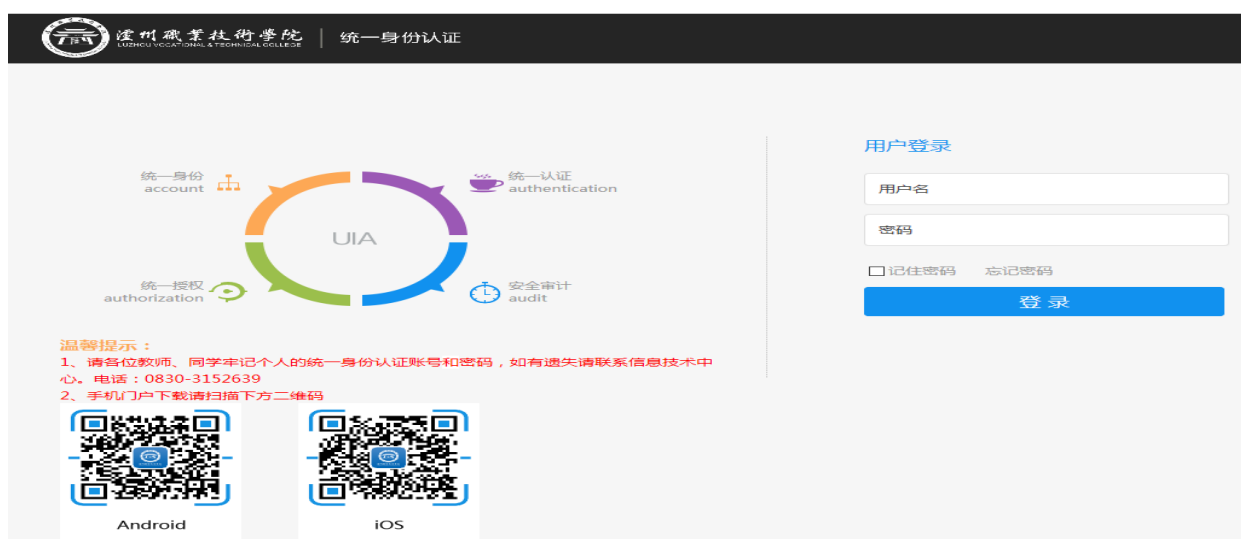 泸州職業技術學院
LUZHOU VOCATIONAL & TECHNICAL COLLEGE
统一身份认证
统一身份
account
统一认证
authentication
UIA
统一授权
authorization
安全审计
audit
温馨提示：
1、请各位教师、同学牢记个人的统一身份认证账号和密码，如有遗失请联系信息技术中
心。电话：0830-3152639
2、手机门户下载请扫描下方二维码
Android
iOS
用户登录
用户名
密码
记住密码 忘记密码
登 录